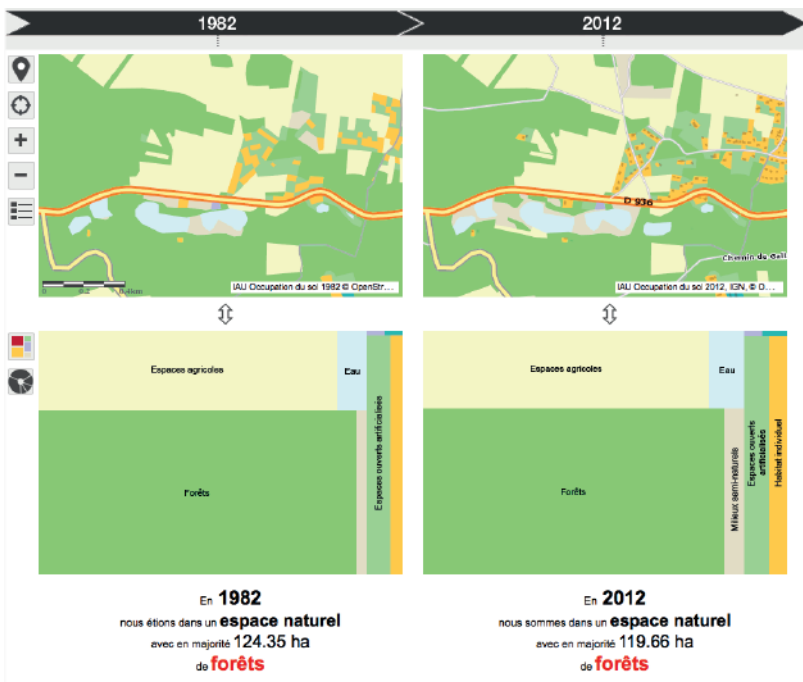 1982
2012
D 936
Chemin du Gall
IAU Occupation du sol 1982 © OpenStr...
IAU Occupation du sol 2012, IGN, © O...
Espaces agricoles
Eau
Forêts
Espaces ouverts artificialisés
Espaces agricoles
Eau
Forêts
Milieux semi-naturels
Espaces ouverts
artificialisés
Habitat individuel
En 1982
nous étions dans un espace naturel
avec en majorité 124.35 ha
de forêts
En 2012
nous sommes dans un espace naturel
avec en majorité 119.66 ha
de forêts